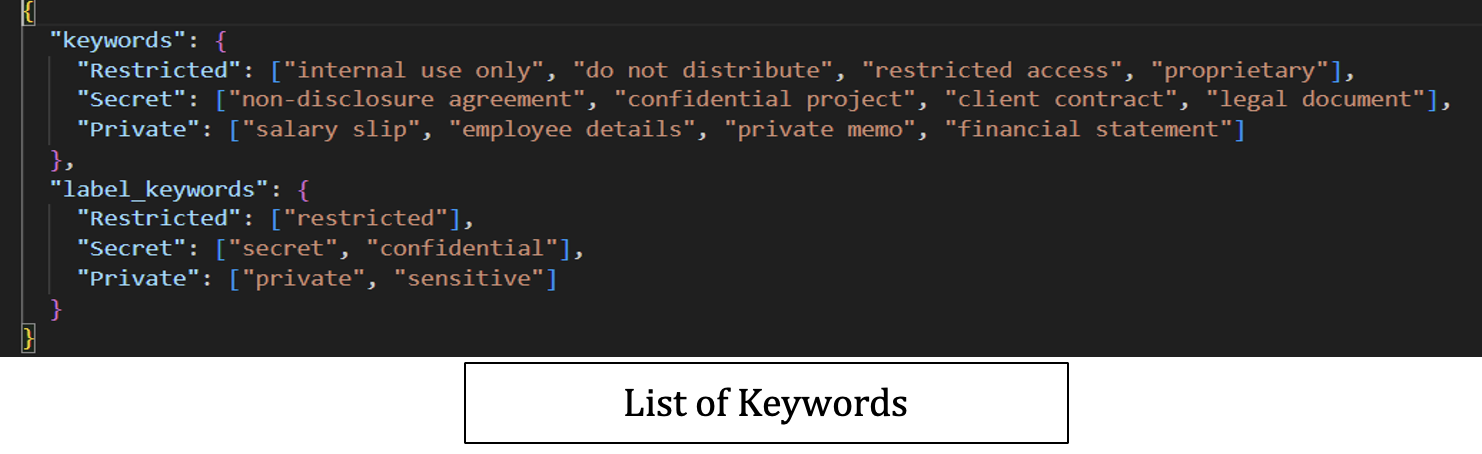 {
"keywords": {
"Restricted": ["internal use only", "do not distribute", "restricted access", "proprietary"],
"Secret": ["non-disclosure agreement", "confidential project", "client contract", "legal document"],
"Private": ["salary slip", "employee details", "private memo", "financial statement"]
},
"label_keywords": {
"Restricted": ["restricted"],
"Secret": ["secret", "confidential"],
"Private": ["private", "sensitive"]
}
}
List of Keywords